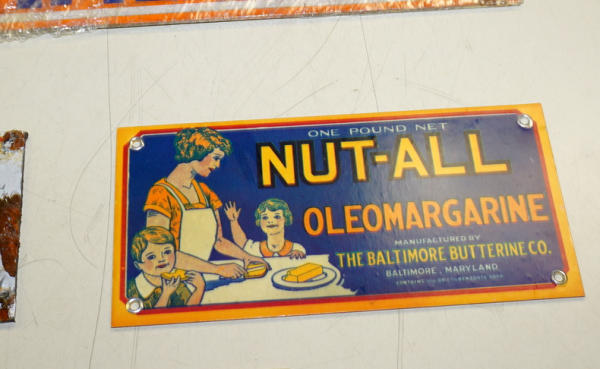 ONE POUND NET
NUT-ALL
OLEOMARGARINE
MANUFACTURED BY
THE BALTIMORE BUTTERINE CO.
BALTIMORE, MARYLAND